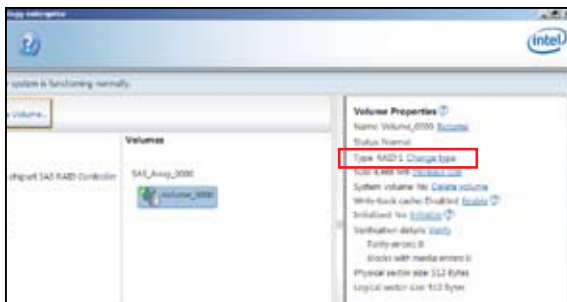 intel
system is functioning normally.
Volume..
Volumes
SAS RAID Controller
SAS_Array_0000
Volume_0000
Volume Properties
Name: Volume_0000 Rename
Status: Normal
Type: RAID 1 Change type
System volume: No Delete volume
Write-back cache: Disabled Enable
Initialized: No Initialize
Verification details Verify
Parity errors: 0
Blocks with media errors: 0
Physical sector size: 512 Bytes
Logical sector size: 512 Bytes